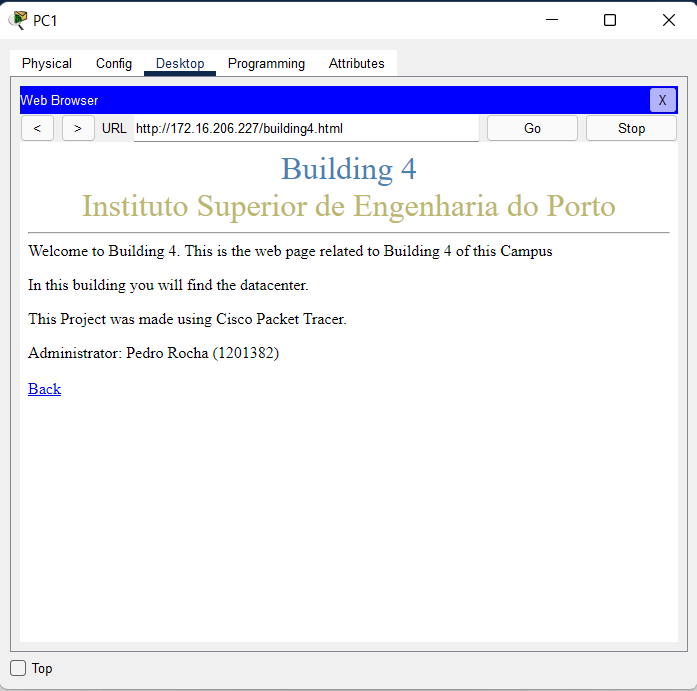 PC1
Physical Config Desktop Programming Attributes
Web Browser X
< > URL http://172.16.206.227/building4.html Go Stop
Building 4
Instituto Superior de Engenharia do Porto
Welcome to Building 4. This is the web page related to Building 4 of this Campus
In this building you will find the datacenter.
This Project was made using Cisco Packet Tracer.
Administrator: Pedro Rocha (1201382)
Back
Top